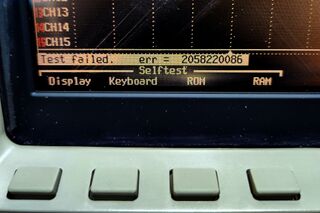 CH13
CH14
CH15
Test failed. err = 2058220086
Selftest
Display Keyboard ROM RAM